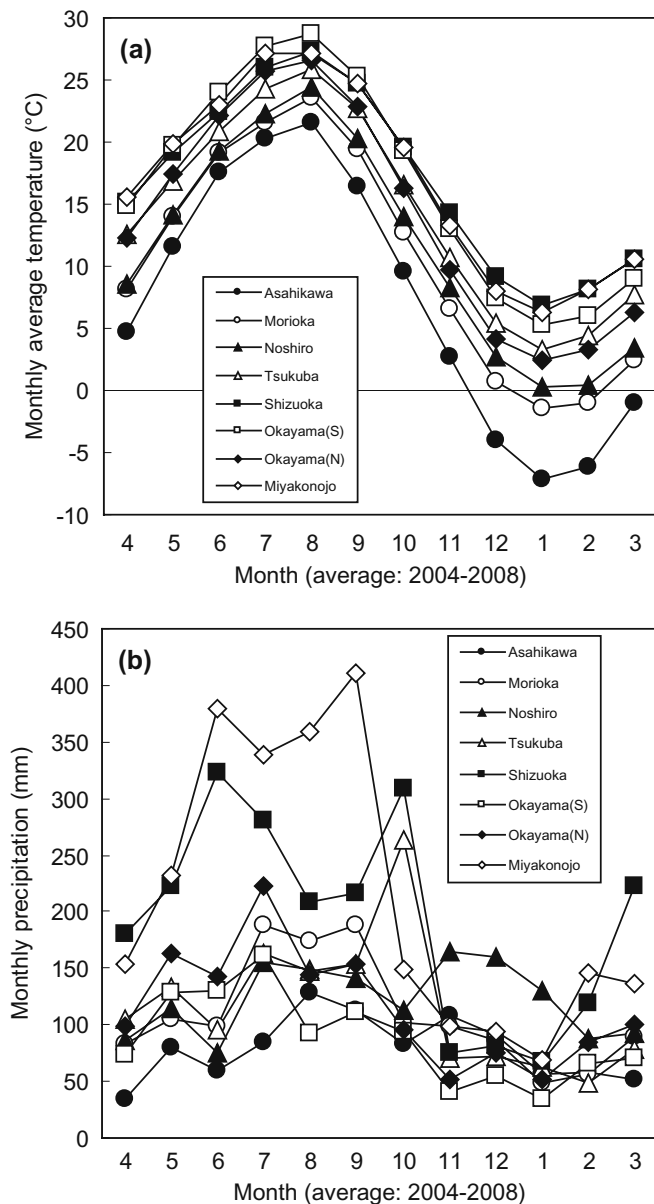 (a)
Monthly average temperature (°C)
30
25
20
15
10
5
0
-5
-10
Asahikawa
Morioka
Noshiro
Tsukuba
Shizuoka
Okayama(S)
Okayama(N)
Miyakonojo
4 5 6 7 8 9 10 11 12 1 2 3
Month (average: 2004-2008)
(b)
Monthly precipitation (mm)
450
400
350
300
250
200
150
100
50
0
Asahikawa
Morioka
Noshiro
Tsukuba
Shizuoka
Okayama(S)
Okayama(N)
Miyakonojo
4 5 6 7 8 9 10 11 12 1 2 3
Month (average: 2004-2008)